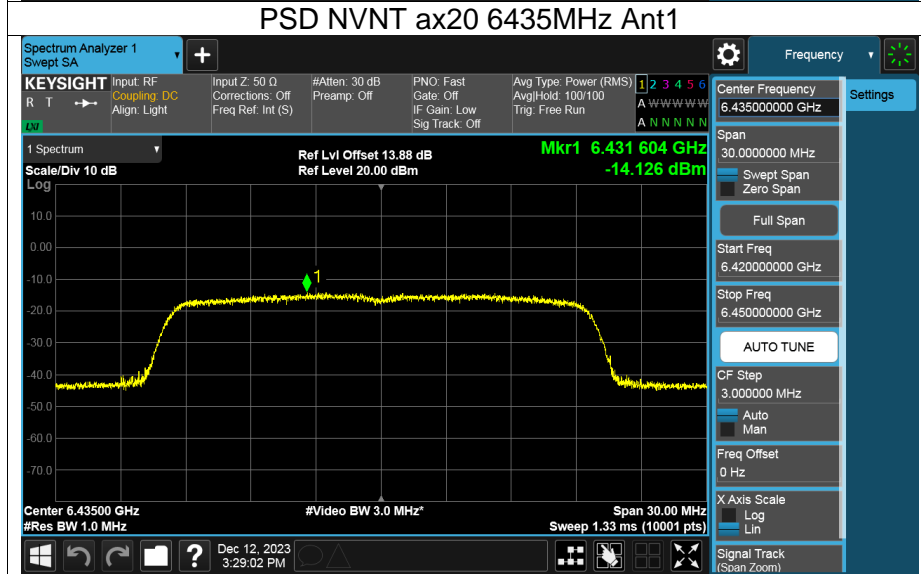 PSD NVNT ax20 6435MHz Ant1
Spectrum Analyzer 1
Swept SA
+
Frequency
KEYSIGHT
R T
LXI
Input: RF
Coupling: DC
Align: Light
Input Z: 50 Ω
Corrections: Off
Freq Ref: Int (S)
#Atten: 30 dB
Preamp: Off
PNO: Fast
Gate: Off
IF Gain: Low
Sig Track: Off
Avg Type: Power (RMS)
Avg|Hold: 100/100
Trig: Free Run
1 2 3 4 5 6
A W W W W W
A N N N N N
1 Spectrum
Scale/Div 10 dB
Log
Ref Lvl Offset 13.88 dB
Ref Level 20.00 dBm
Mkr1 6.431 604 GHz
-14.126 dBm
10.0
0.00
-10.0
-20.0
-30.0
-40.0
-50.0
-60.0
-70.0
1
Center 6.43500 GHz
#Res BW 1.0 MHz
#Video BW 3.0 MHz*
Span 30.00 MHz
Sweep 1.33 ms (10001 pts)
?
Dec 12, 2023
3:29:02 PM
Center Frequency
6.435000000 GHz
Settings
Span
30.0000000 MHz
Swept Span
Zero Span
Full Span
Start Freq
6.420000000 GHz
Stop Freq
6.450000000 GHz
AUTO TUNE
CF Step
3.000000 MHz
Auto
Man
Freq Offset
0 Hz
X Axis Scale
Log
Lin
Signal Track
(Span Zoom)